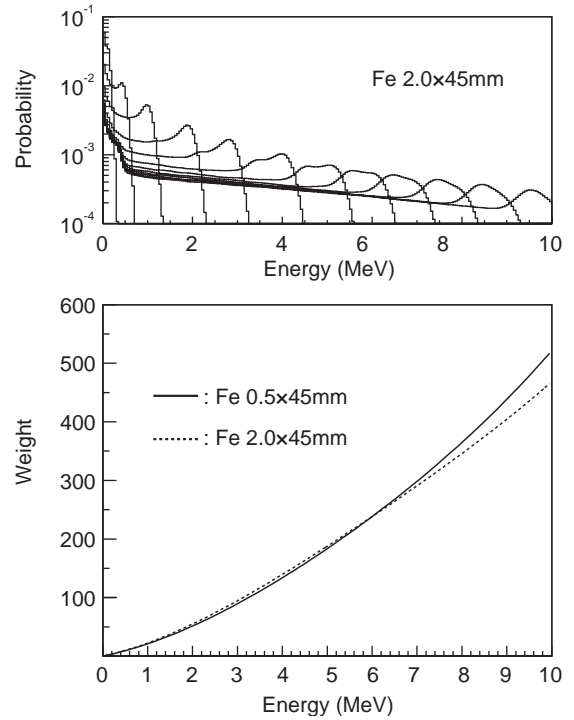 10⁻¹
10⁻²
10⁻³
10⁻⁴
Probability
Fe 2.0×45mm
0 2 4 6 8 10
Energy (MeV)
600
500
400
300
200
100
Weight
: Fe 0.5×45mm
: Fe 2.0×45mm
0 1 2 3 4 5 6 7 8 9 10
Energy (MeV)